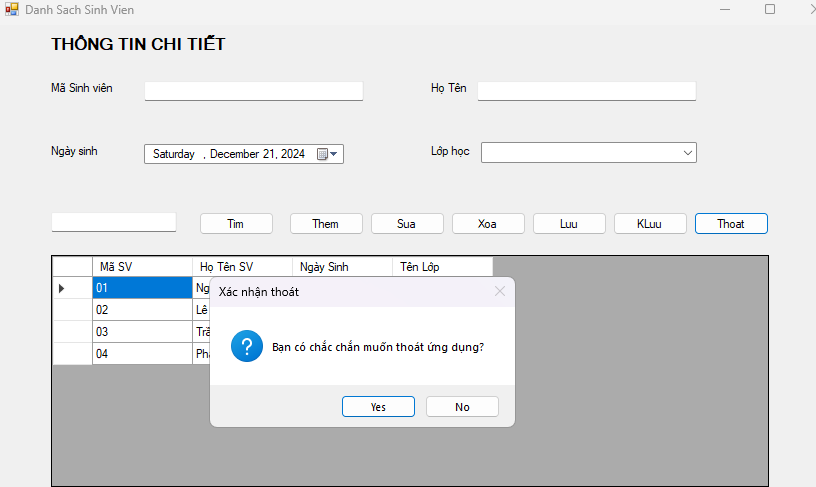 Danh Sach Sinh Vien
THÔNG TIN CHI TIẾT
Mã Sinh viên
Họ Tên
Ngày sinh
Saturday , December 21, 2024
Lớp học
Tim
Them
Sua
Xoa
Luu
KLuu
Thoat
Mã SV Họ Tên SV Ngày Sinh Tên Lớp
01
02 Lê
03
04
Xác nhận thoát
Bạn có chắc chắn muốn thoát ứng dụng?
Yes
No